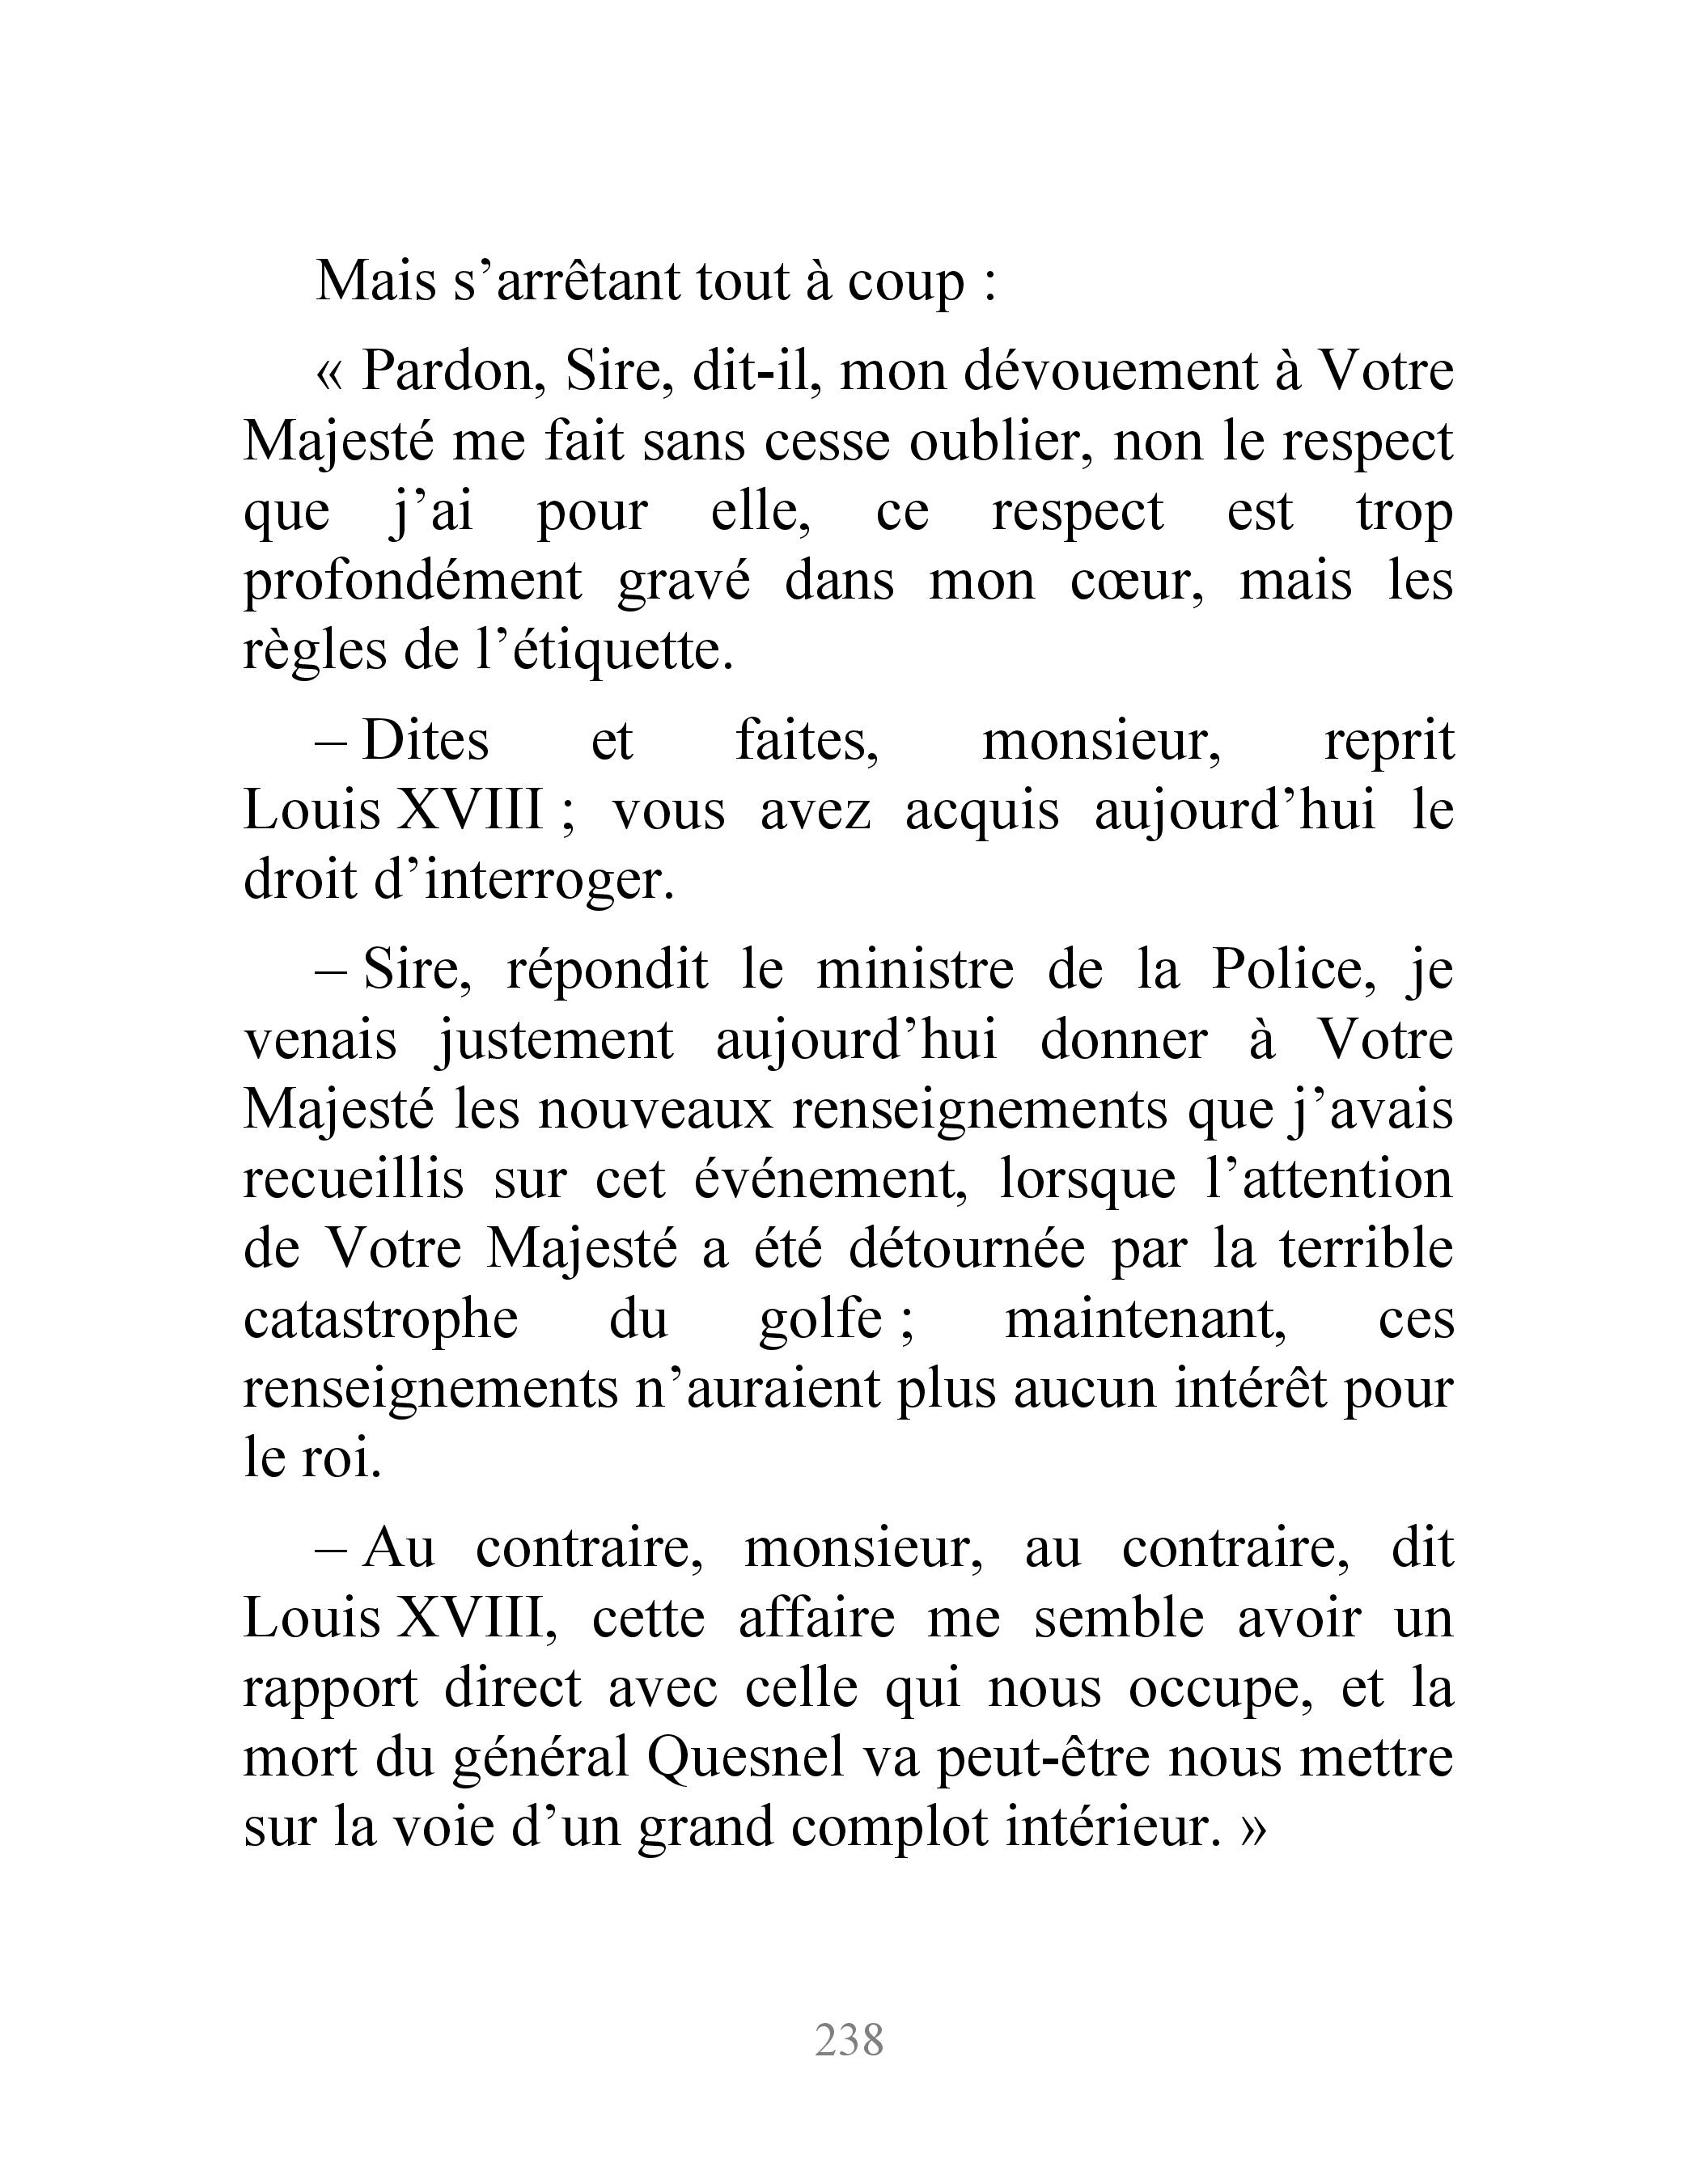 Mais s’arrêtant tout à coup :
« Pardon, Sire, dit-il, mon dévouement à Votre
Majesté me fait sans cesse oublier, non le respect
que j’ai pour elle, ce respect est trop
profondément gravé dans mon cœur, mais les
règles de l’étiquette.
– Dites et faites, monsieur, reprit
Louis XVIII ; vous avez acquis aujourd’hui le
droit d’interroger.
– Sire, répondit le ministre de la Police, je
venais justement aujourd’hui donner à Votre
Majesté les nouveaux renseignements que j’avais
recueillis sur cet événement, lorsque l’attention
de Votre Majesté a été détournée par la terrible
catastrophe du golfe ; maintenant, ces
renseignements n’auraient plus aucun intérêt pour
le roi.
– Au contraire, monsieur, au contraire, dit
Louis XVIII, cette affaire me semble avoir un
rapport direct avec celle qui nous occupe, et la
mort du général Quesnel va peut-être nous mettre
sur la voie d’un grand complot intérieur. »
238